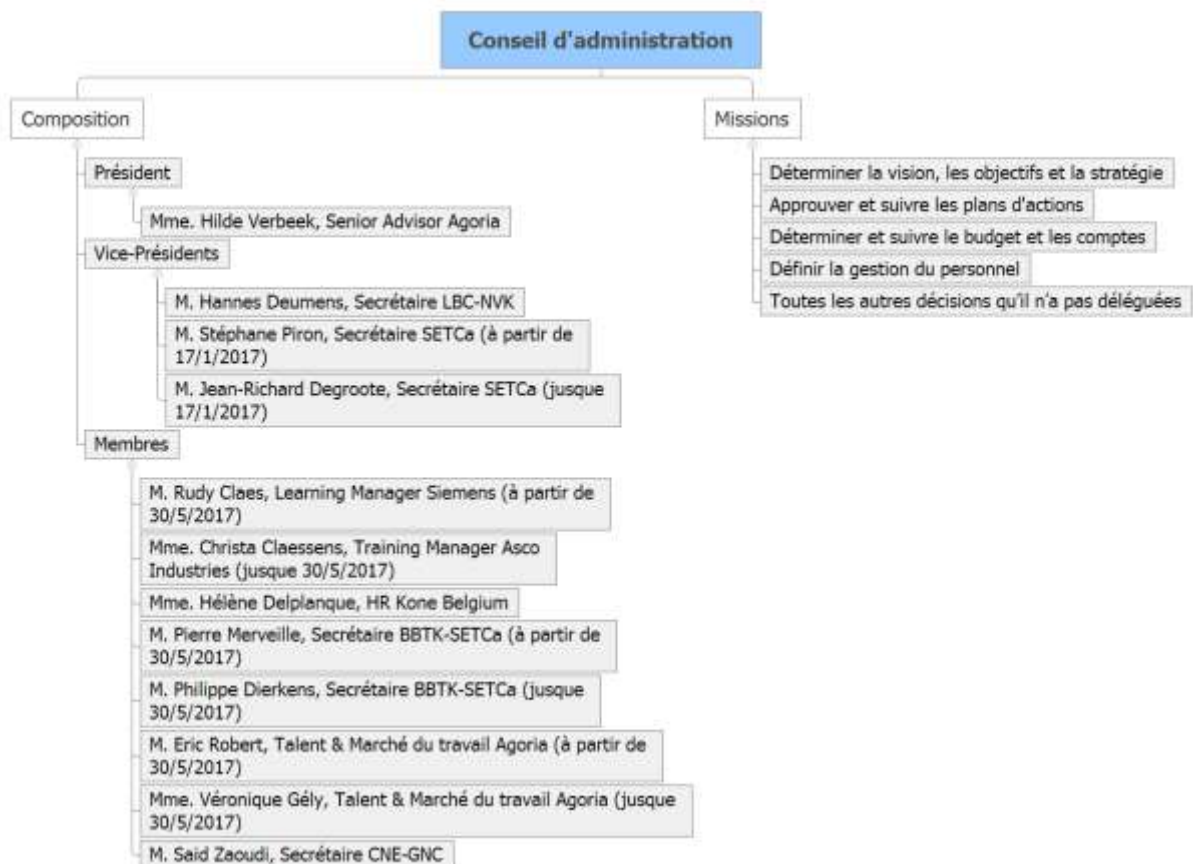 Conseil d'administration
Composition
Président
Mme. Hilde Verbeek, Senior Advisor Agoria
Vice-Présidents
M. Hannes Deumens, Secrétaire LBC-NVK
M. Stéphane Piron, Secrétaire SETCa (à partir de
17/1/2017)
M. Jean-Richard Degroote, Secrétaire SETCa (jusque
17/1/2017)
Membres
M. Rudy Claes, Learning Manager Siemens (à partir de
30/5/2017)
Mme. Christa Claessens, Training Manager Asco
Industries (jusque 30/5/2017)
Mme. Hélène Delplanque, HR Kone Belgium
M. Pierre Merveille, Secrétaire BBTK-SETCa (à partir de
30/5/2017)
M. Philippe Dierkens, Secrétaire BBTK-SETCa (jusque
30/5/2017)
M. Eric Robert, Talent & Marché du travail Agoria (à partir de
30/5/2017)
Mme. Véronique Gély, Talent & Marché du travail Agoria (jusque
30/5/2017)
M. Said Zaoudi, Secrétaire CNE-GNC
Missions
Déterminer la vision, les objectifs et la stratégie
Approuver et suivre les plans d'actions
Déterminer et suivre le budget et les comptes
Définir la gestion du personnel
Toutes les autres décisions qu'il n'a pas déléguées